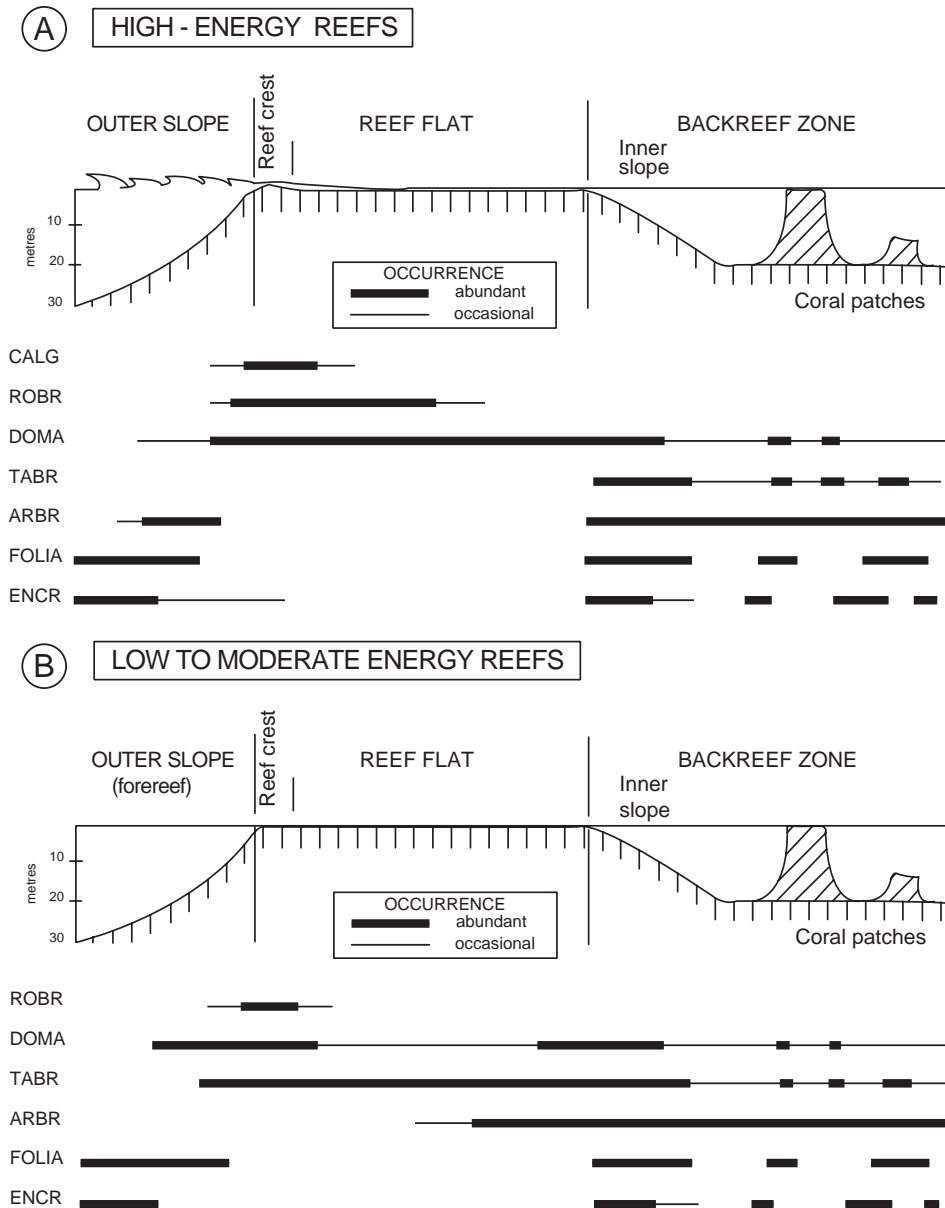 A
HIGH - ENERGY REEFS
OUTER SLOPE
Reef crest
REEF FLAT
BACKREEF ZONE
Inner
slope
metres
10
20
30
OCCURRENCE
abundant
occasional
Coral patches
CALG
ROBR
DOMA
TABR
ARBR
FOLIA
ENCR
B
LOW TO MODERATE ENERGY REEFS
OUTER SLOPE
(forereef)
Reef crest
REEF FLAT
BACKREEF ZONE
Inner
slope
metres
10
20
30
OCCURRENCE
abundant
occasional
Coral patches
ROBR
DOMA
TABR
ARBR
FOLIA
ENCR